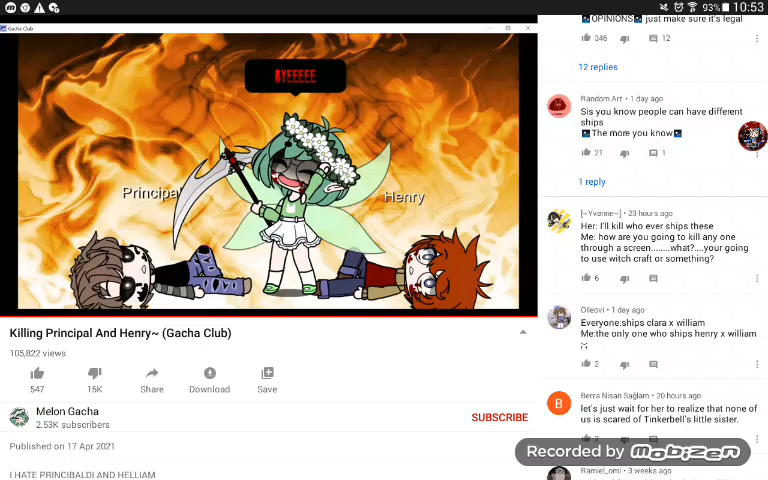 93% 10:53
Gacha Club
AYEEEEE
Principal
Henry
Killing Principal And Henry~ (Gacha Club)
105,822 views
547
15K
Share
Download
Save
Melon Gacha
2.53K subscribers
SUBSCRIBE
Published on 17 Apr 2021
I HATE PRINCIBALDI AND HELLIAM
OPINIONS just make sure it's legal
346
12
12 replies
Random Art • 1 day ago
Sis you know people can have different
ships
The more you know
21
1
1 reply
[~Yvonne~] • 23 hours ago
Her: I'll kill who ever ships these
Me: how are you going to kill any one
through a screen........what?....your going
to use witch craft or something?
6
Olleovi • 1 day ago
Everyone:ships clara x william
Me:the only one who ships henry x william
;-;
2
B
Berra Nisan Sağlam • 20 hours ago
let's just wait for her to realize that none of
us is scared of Tinkerbell's little sister.
2
Recorded by mobizen
Ramiel_omi • 3 weeks ago